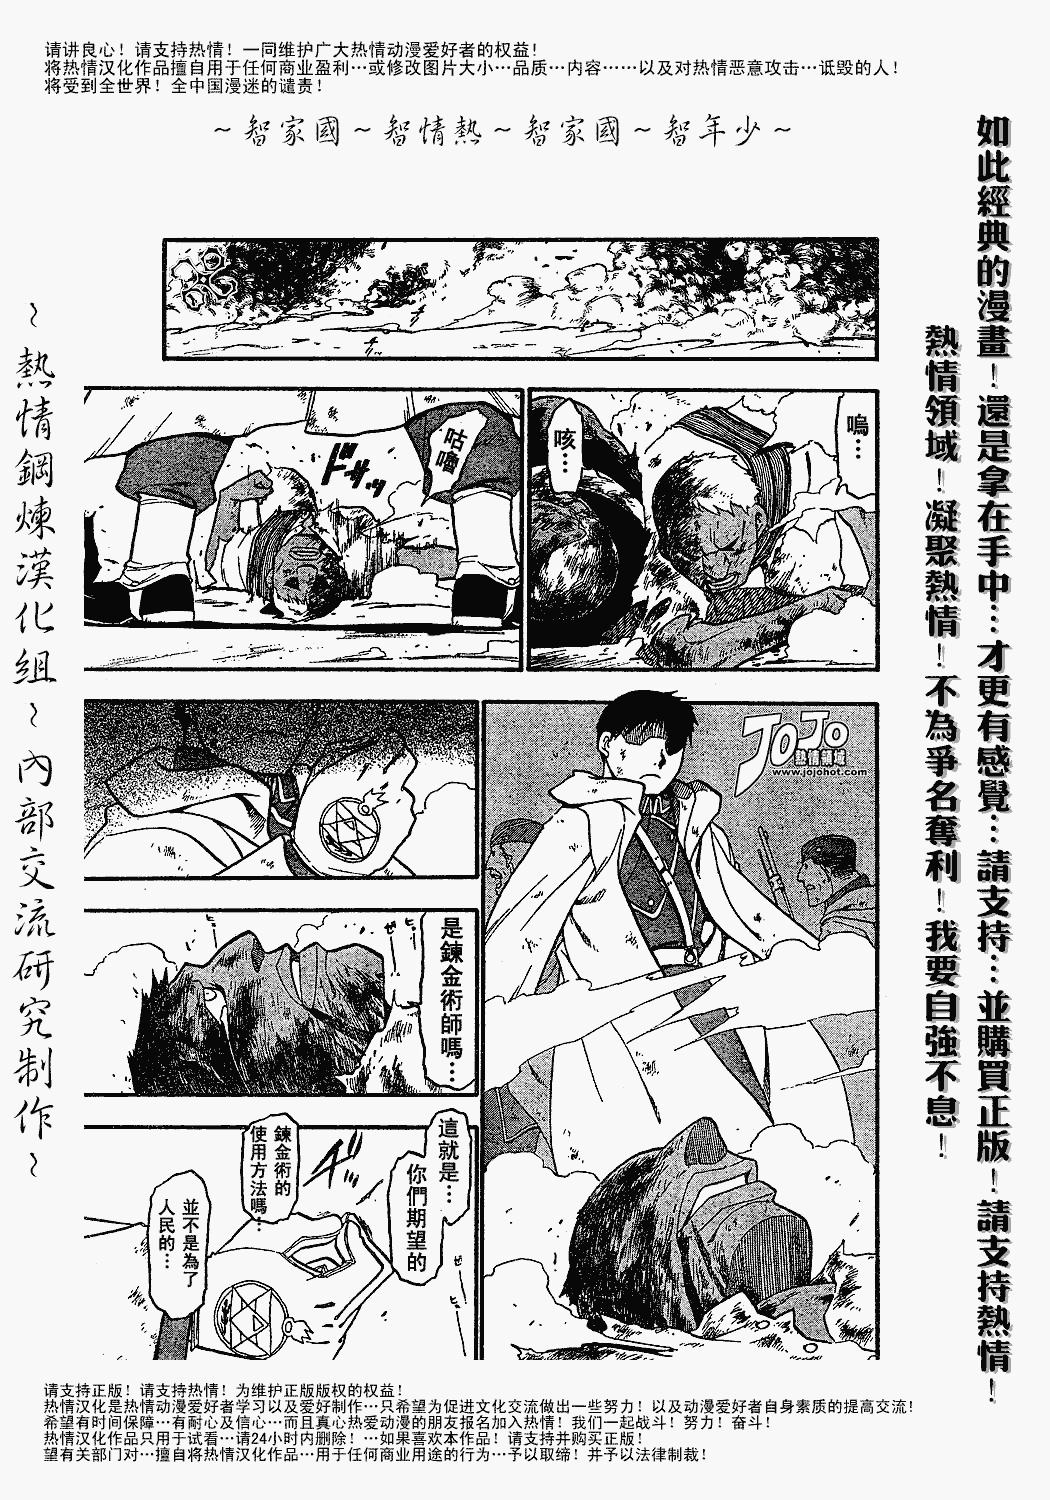 请讲良心！请支持热情！一同维护广大热情动漫爱好者的权益！
将热情汉化作品擅自用于任何商业盈利…或修改图片大小…品质…内容……以及对热情恶意攻击…诋毁的人！
将受到全世界！全中国漫迷的谴责！
～智家國～智情熱～智家國～智年少～
如此經典的漫畫！還是拿在手中…才更有感覺…請支持…並購買正版！請支持熱情！
熱情領域！凝聚熱情！不為爭名奪利！我要自強不息！
～熱情鋼煉漢化組～內部交流研究制作～
嗚…
咳…
咕嚕
ドサッ
JOJO
熱情領域
www.jojohot.com
ゼヒュー
ゼヒュー
是鍊金術師嗎…
這就是…
你們期望的
鍊金術的
使用方法嗎…
並不是為了
人民的…
请支持正版！请支持热情！为维护正版版权的权益！
热情汉化是热情动漫爱好者学习以及爱好制作…只希望为促进文化交流做出一些努力！以及动漫爱好者自身素质的提高交流！
希望有时间保障…有耐心及信心…而且真心热爱动漫的朋友报名加入热情！我们一起战斗！努力！奋斗！
热情汉化作品只用于试看…请24小时内删除！…如果喜欢本作品！请支持并购买正版！
望有关部门对…擅自将热情汉化作品…用于任何商业用途的行为…予以取缔！并予以法律制裁！